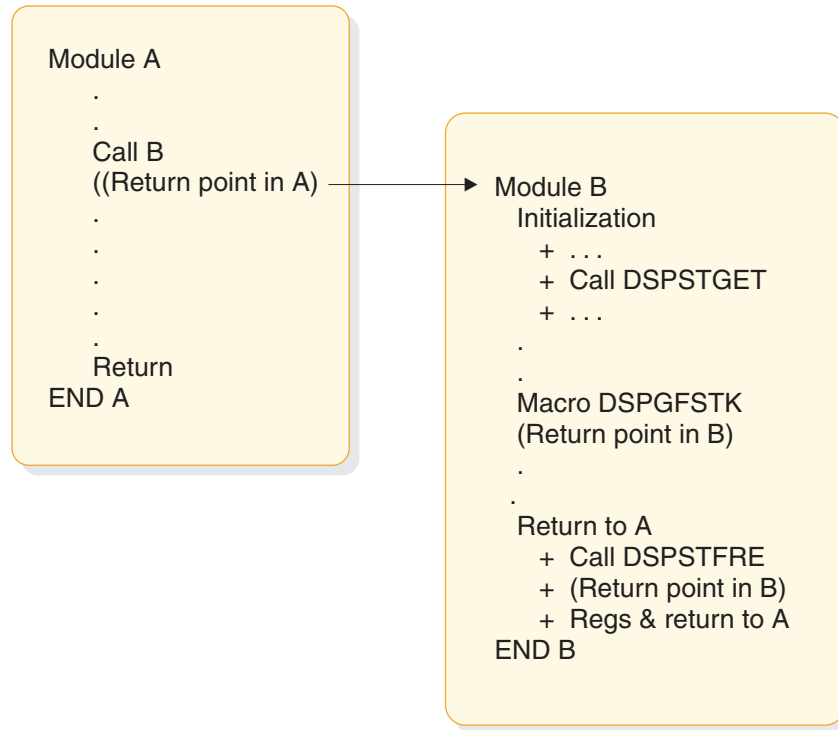 Module A
.
.
Call B
((Return point in A)
.
.
.
.
.
Return
END A
Module B
Initialization
+ ...
+ Call DSPSTGET
+ ...
.
.
Macro DSPGFSTK
(Return point in B)
.
.
Return to A
+ Call DSPSTFRE
+ (Return point in B)
+ Regs & return to A
END B